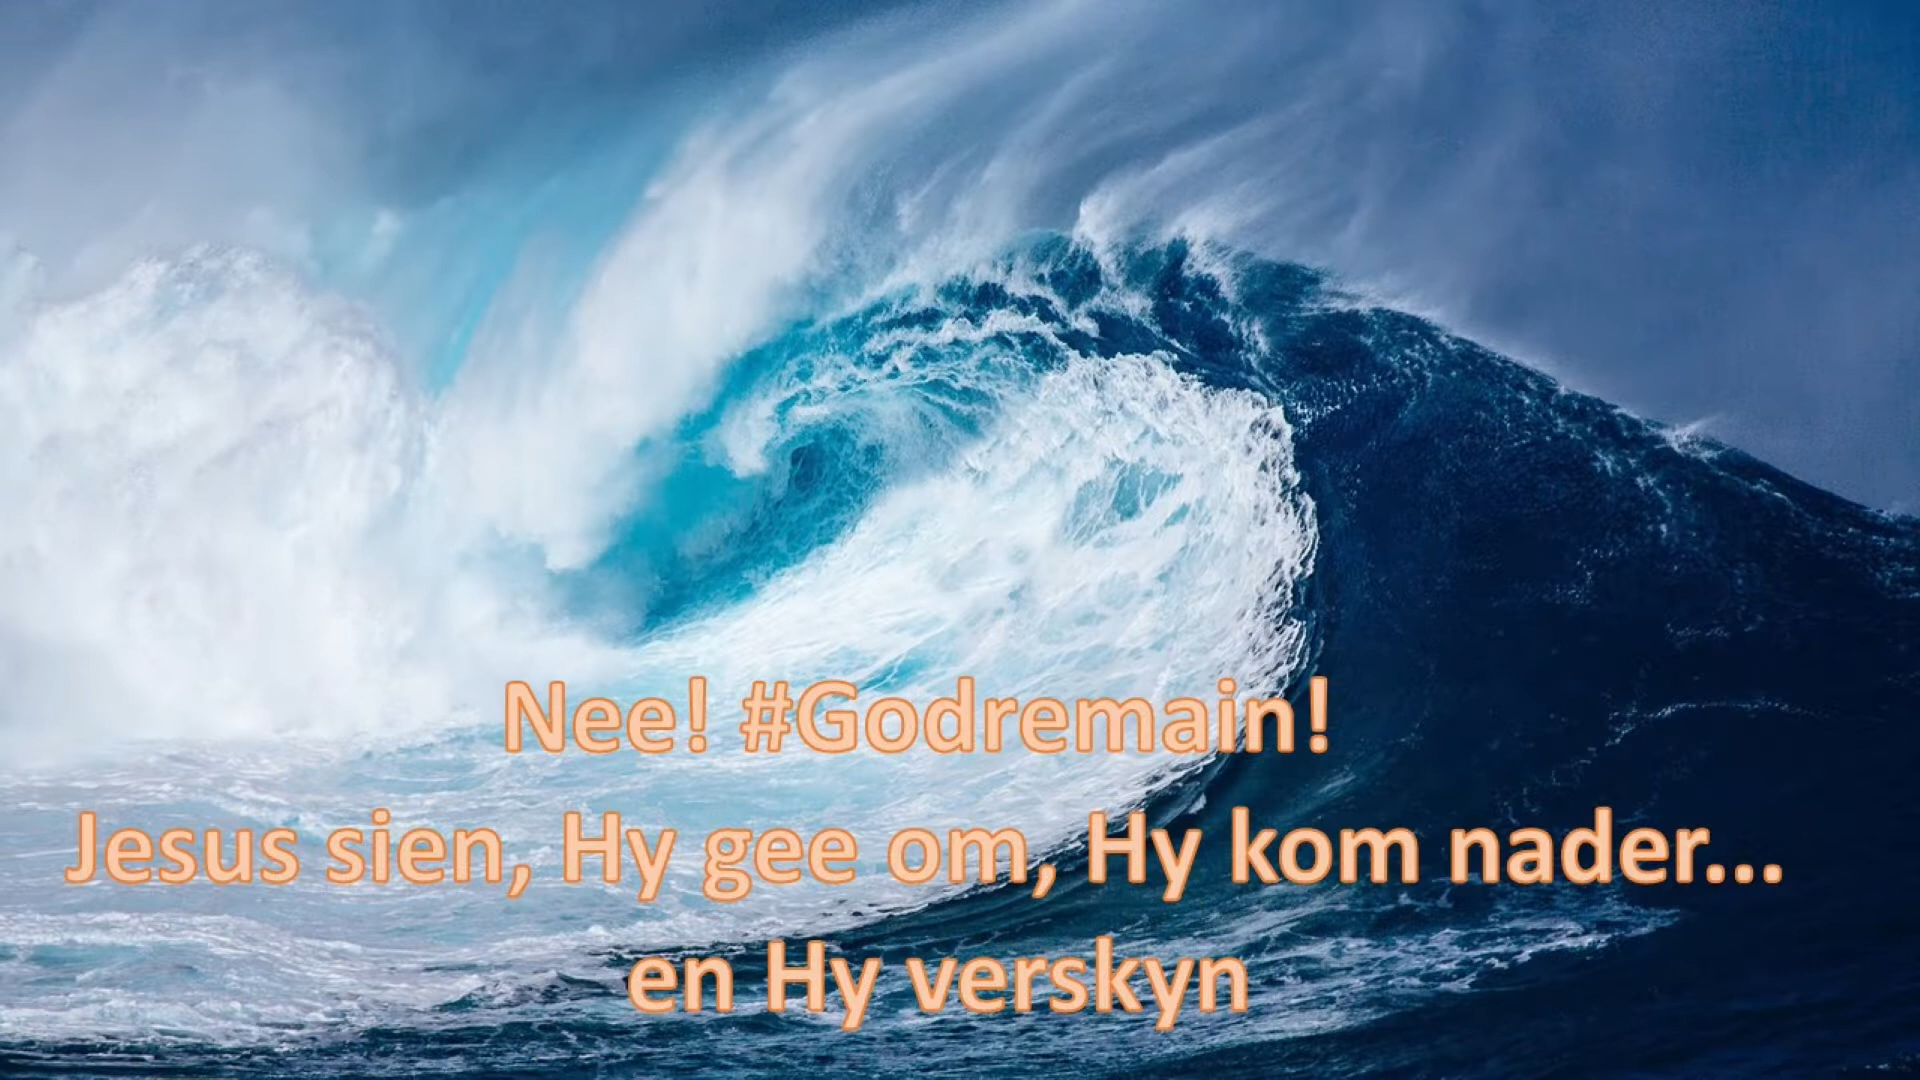 Nee! #Godremain!
Jesus sien, Hy gee om, Hy kom nader...
en Hy verskyn